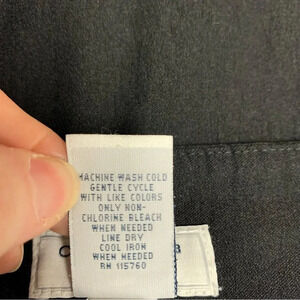 MACHINE WASH COLD
GENTLE CYCLE
WITH LIKE COLORS
ONLY NON-
CHLORINE BLEACH
WHEN NEEDED
LINE DRY
COOL IRON
WHEN NEEDED
RN 115760